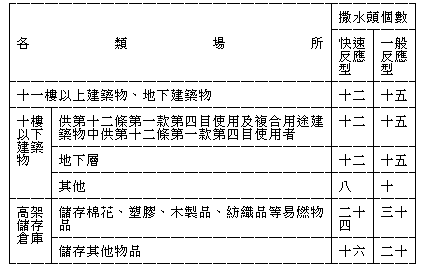 各類場所
撒水頭個數
快速
反應
型
一般
反應
型
十一樓以上建築物、地下建築物
十二
十五
十樓
以下
建築
物
供第十二條第一款第四目使用及複合用途建
築物中供第十二條第一款第四目使用者
十二
十五
地下層
十二
十五
其他
八
十
高架
儲存
倉庫
儲存棉花、塑膠、木製品、紡織品等易燃物
品
二十
四
三十
儲存其他物品
十六
二十